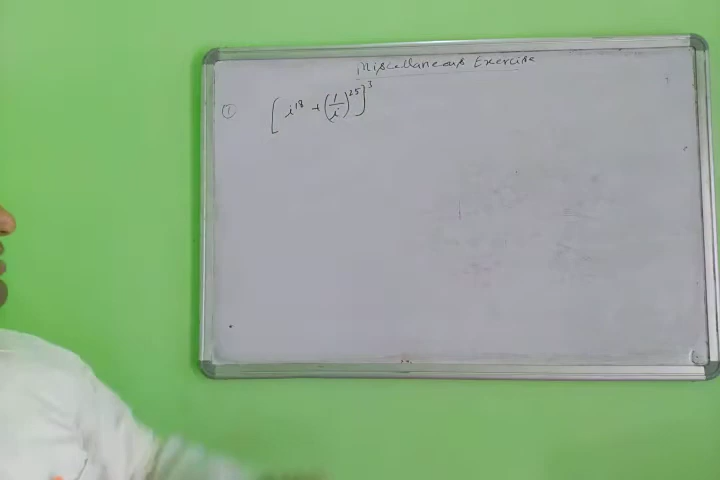 Miscellaneous Exercise
① [i¹⁸ + (1/i)²⁵]³